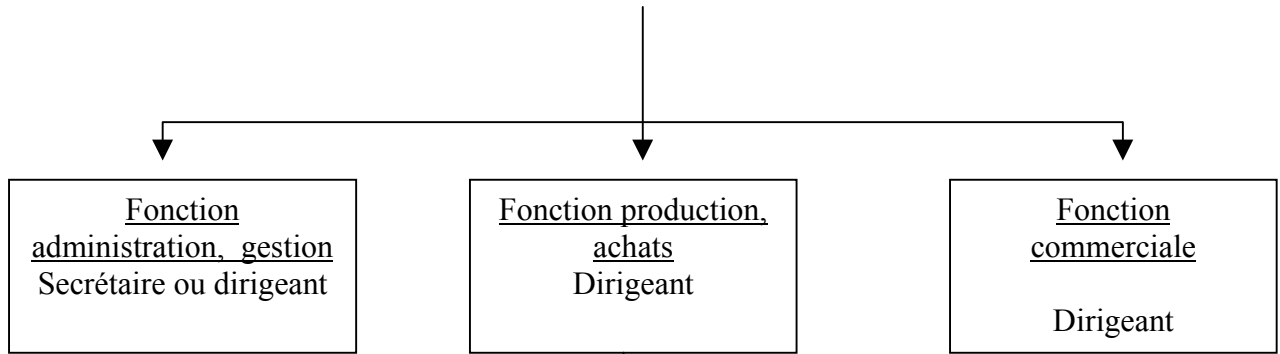 Fonction
administration, gestion
Secrétaire ou dirigeant
Fonction production,
achats
Dirigeant
Fonction
commerciale
Dirigeant